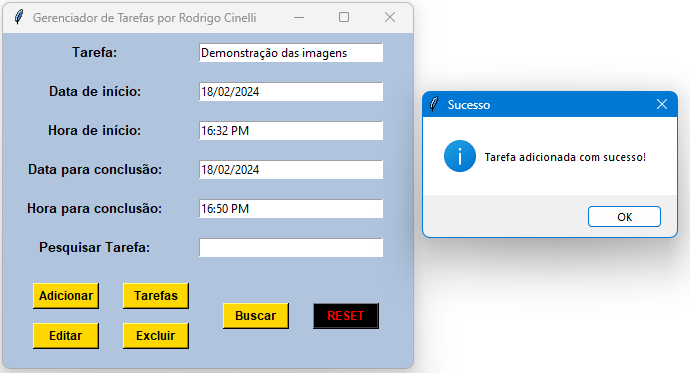 Gerenciador de Tarefas por Rodrigo Cinelli
Tarefa: Demonstração das imagens
Data de início: 18/02/2024
Hora de início: 16:32 PM
Data para conclusão: 18/02/2024
Hora para conclusão: 16:50 PM
Pesquisar Tarefa:
Adicionar Tarefas
Buscar RESET
Editar Excluir
Sucesso
Tarefa adicionada com sucesso!
OK